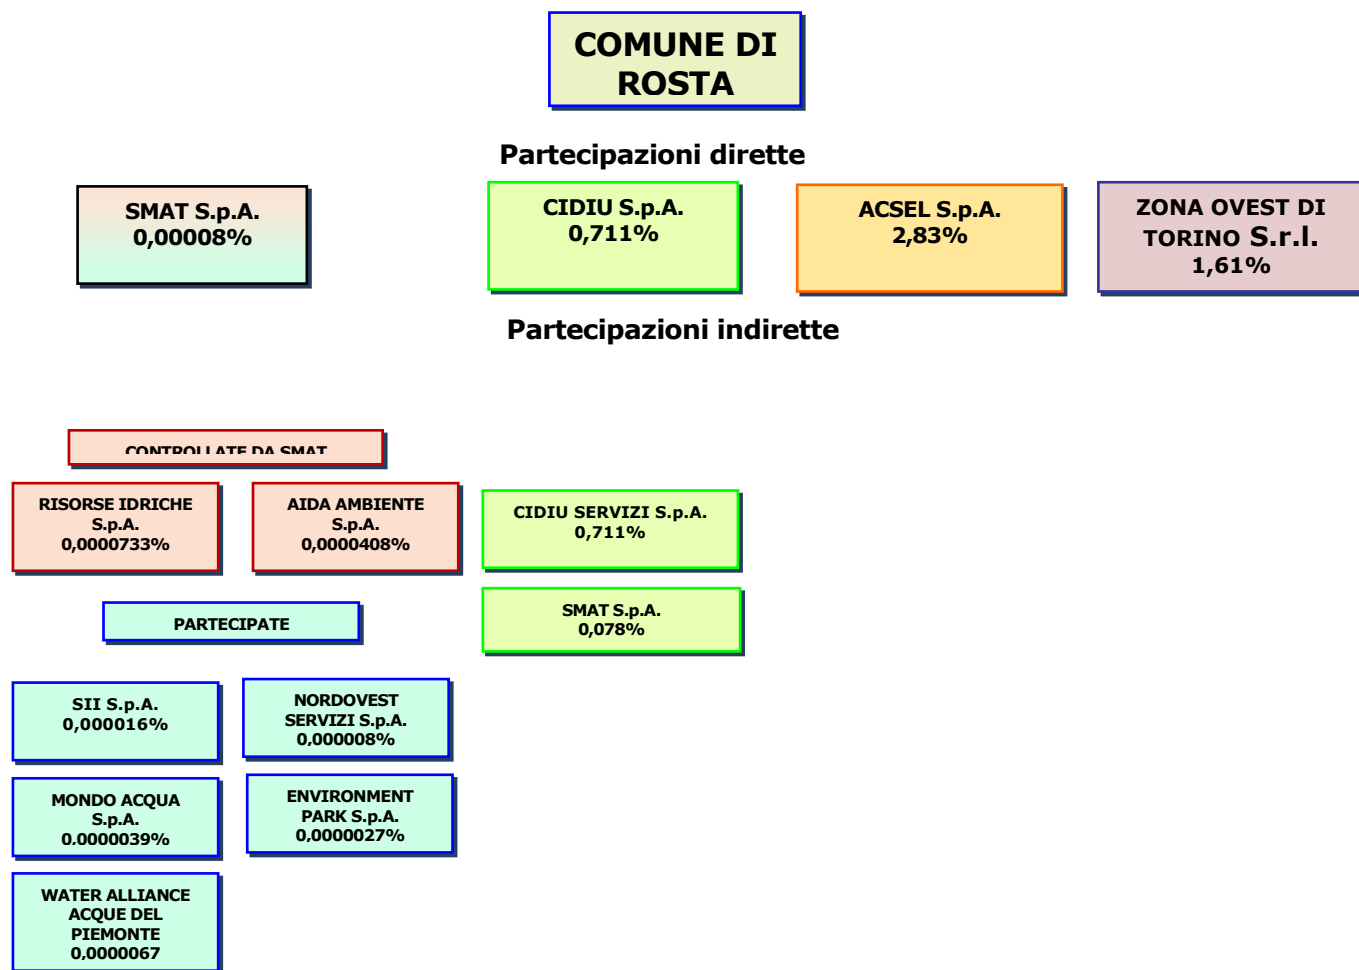 COMUNE DI
ROSTA
Partecipazioni dirette
SMAT S.p.A.
0,00008%
CIDIU S.p.A.
0,711%
ACSEL S.p.A.
2,83%
ZONA OVEST DI
TORINO S.r.l.
1,61%
Partecipazioni indirette
CONTROLLATE DA SMAT
RISORSE IDRICHE
S.p.A.
0,0000733%
AIDA AMBIENTE
S.p.A.
0,0000408%
CIDIU SERVIZI S.p.A.
0,711%
PARTECIPATE
SMAT S.p.A.
0,078%
SII S.p.A.
0,000016%
NORDOVEST
SERVIZI S.p.A.
0,000008%
MONDO ACQUA
S.p.A.
0,0000039%
ENVIRONMENT
PARK S.p.A.
0,0000027%
WATER ALLIANCE
ACQUE DEL
PIEMONTE
0,0000067